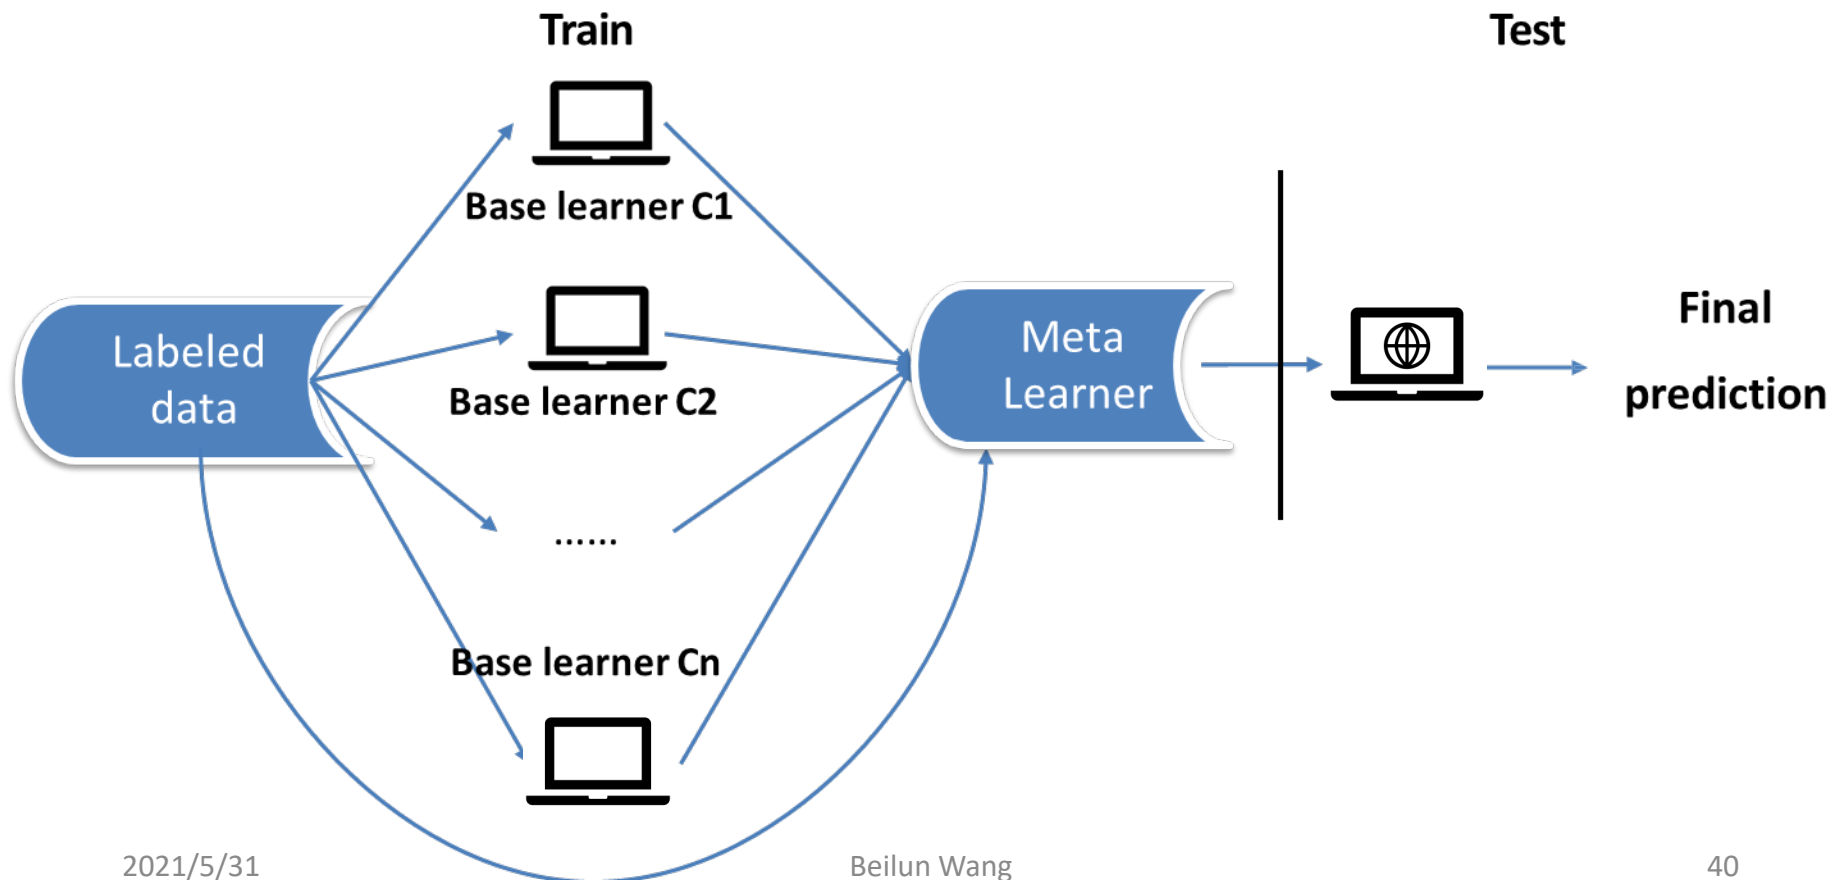 Train
Test
Base learner C1
Labeled
data
Base learner C2
......
Base learner Cn
Meta
Learner
Final
prediction
2021/5/31
Beilun Wang
40